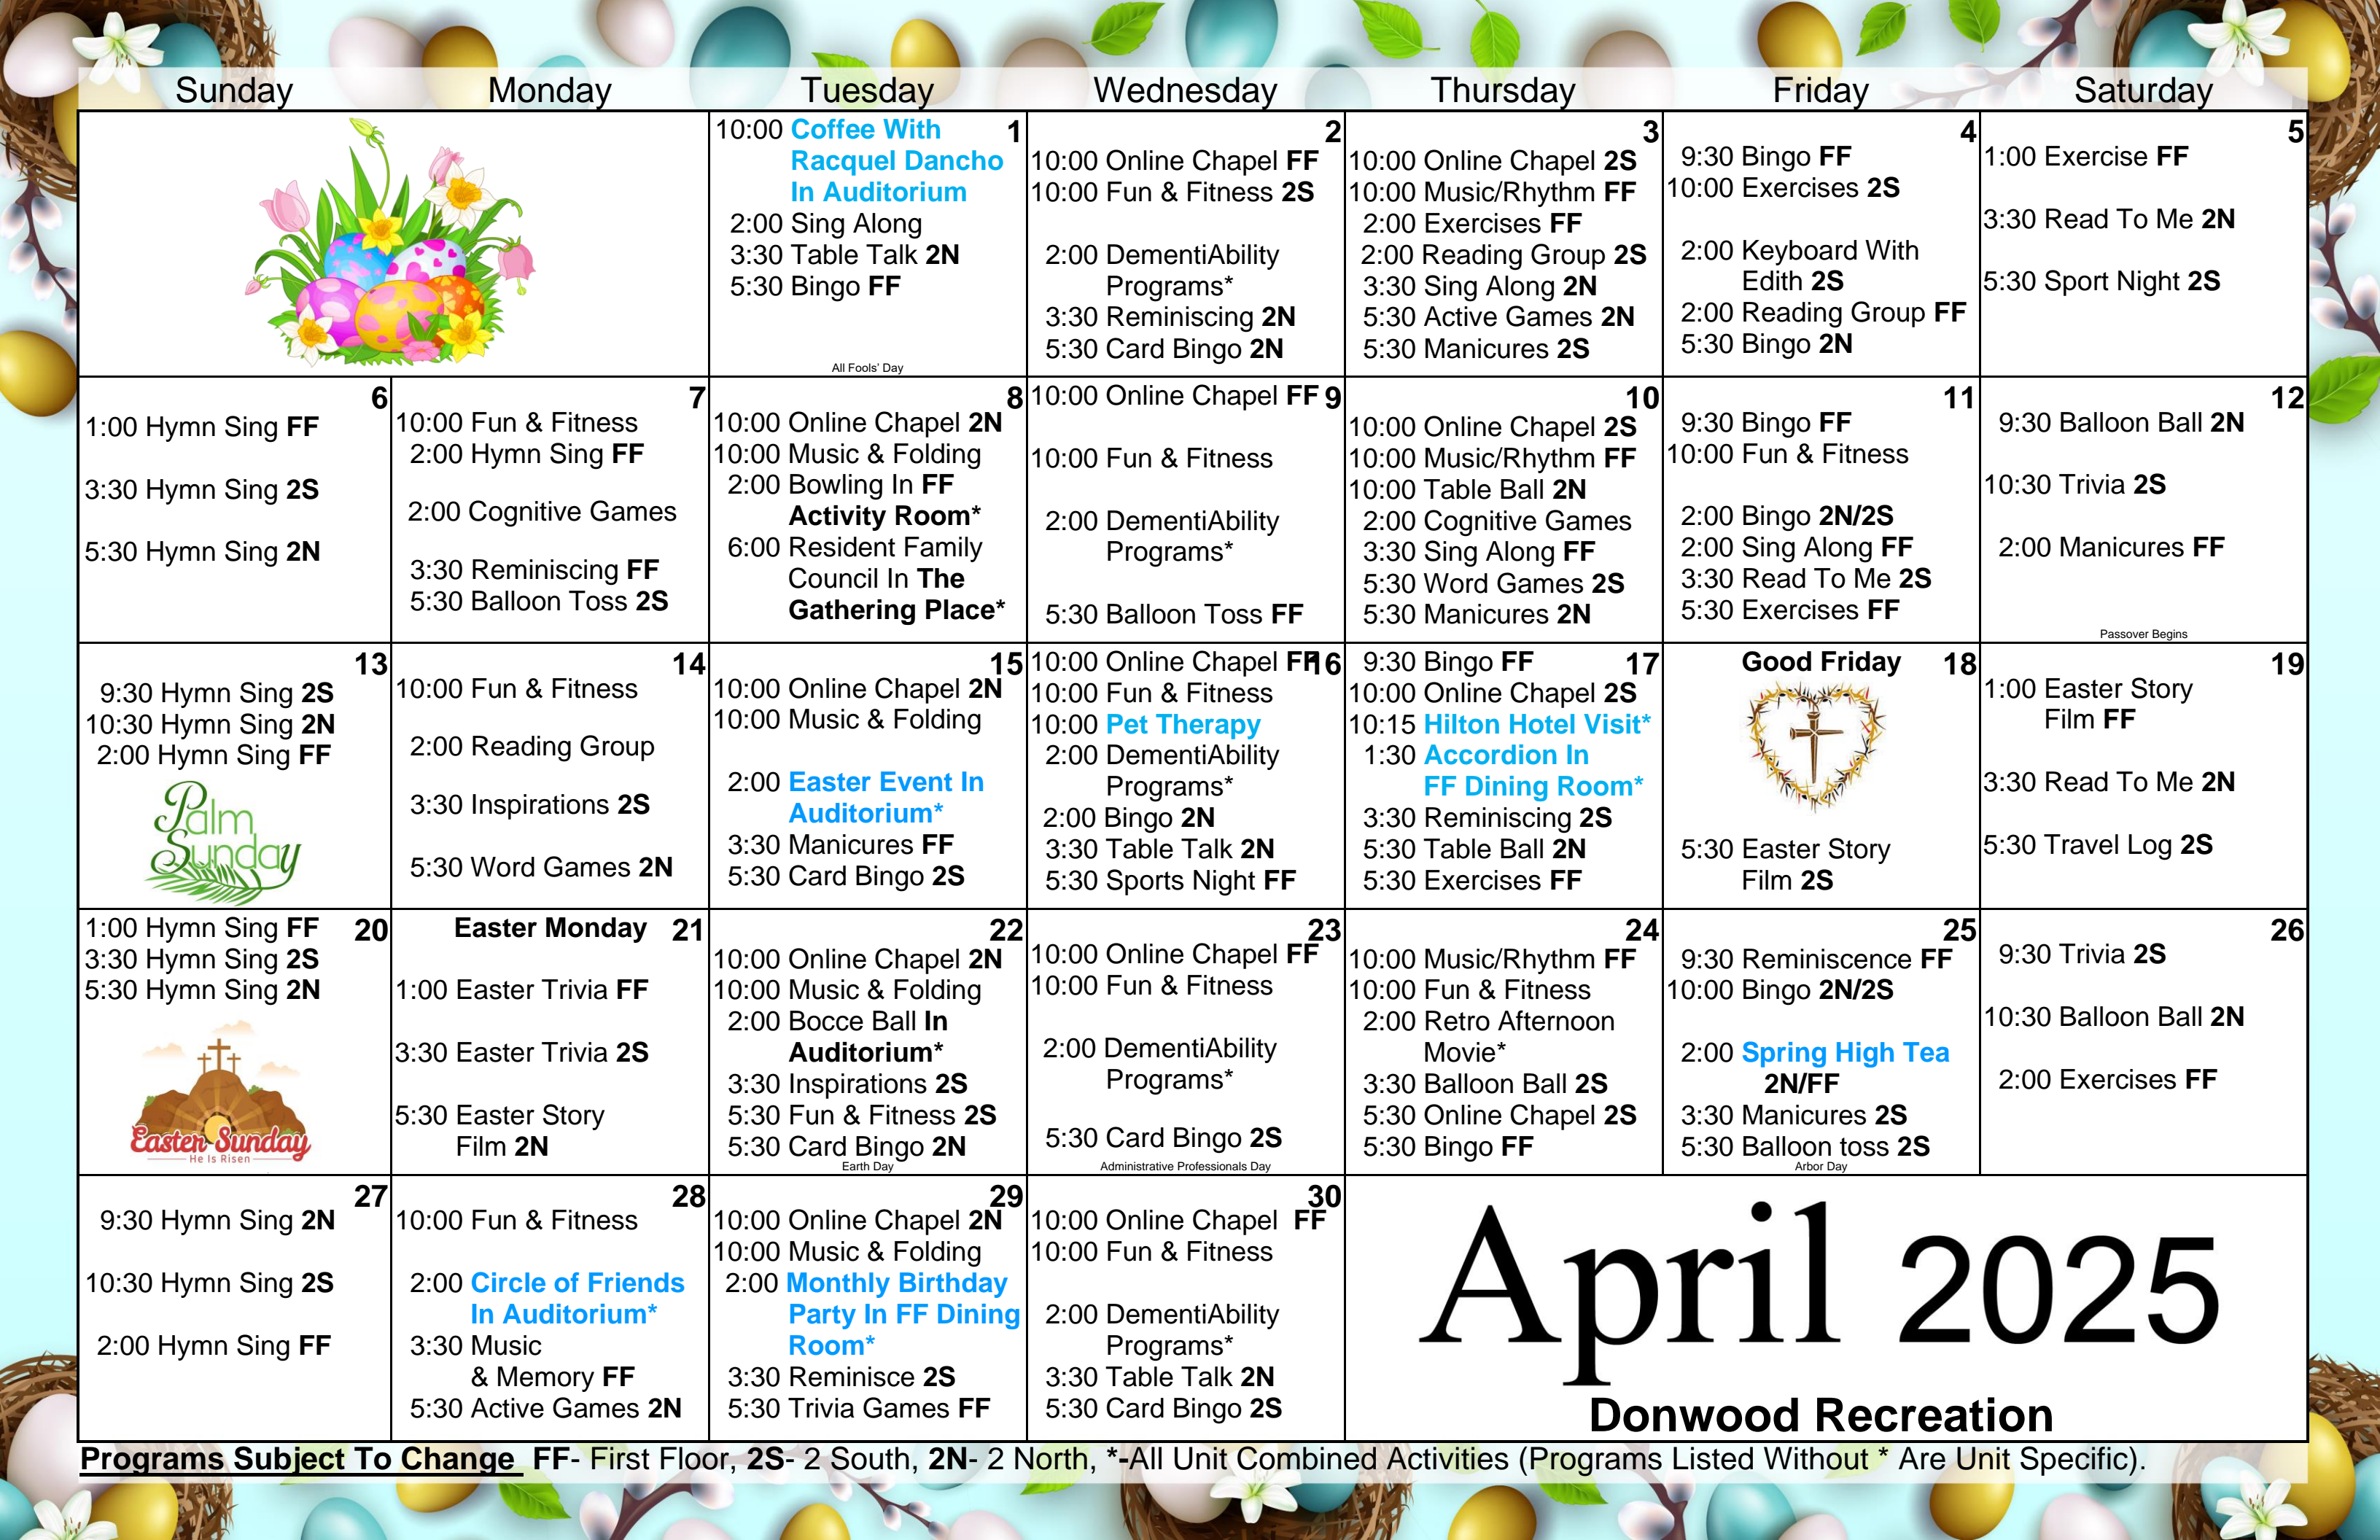 Sunday Monday Tuesday Wednesday Thursday Friday Saturday
1
10:00 Coffee With
Racquel Dancho
In Auditorium
2:00 Sing Along
3:30 Table Talk 2N
5:30 Bingo FF
All Fools' Day
2
10:00 Online Chapel FF
10:00 Fun & Fitness 2S
2:00 DementiAbility
Programs*
3:30 Reminiscing 2N
5:30 Card Bingo 2N
3
10:00 Online Chapel 2S
10:00 Music/Rhythm FF
2:00 Exercises FF
2:00 Reading Group 2S
3:30 Sing Along 2N
5:30 Active Games 2N
5:30 Manicures 2S
4
9:30 Bingo FF
10:00 Exercises 2S
2:00 Keyboard With
Edith 2S
2:00 Reading Group FF
5:30 Bingo 2N
5
1:00 Exercise FF
3:30 Read To Me 2N
5:30 Sport Night 2S
6
1:00 Hymn Sing FF
3:30 Hymn Sing 2S
5:30 Hymn Sing 2N
7
10:00 Fun & Fitness
2:00 Hymn Sing FF
2:00 Cognitive Games
3:30 Reminiscing FF
5:30 Balloon Toss 2S
8
10:00 Online Chapel 2N
10:00 Music & Folding
2:00 Bowling In FF
Activity Room*
6:00 Resident Family
Council In The
Gathering Place*
10:00 Online Chapel FF 9
10:00 Fun & Fitness
2:00 DementiAbility
Programs*
5:30 Balloon Toss FF
10
10:00 Online Chapel 2S
10:00 Music/Rhythm FF
10:00 Table Ball 2N
2:00 Cognitive Games
3:30 Sing Along FF
5:30 Word Games 2S
5:30 Manicures 2N
11
9:30 Bingo FF
10:00 Fun & Fitness
2:00 Bingo 2N/2S
2:00 Sing Along FF
3:30 Read To Me 2S
5:30 Exercises FF
12
9:30 Balloon Ball 2N
10:30 Trivia 2S
2:00 Manicures FF
Passover Begins
13
9:30 Hymn Sing 2S
10:30 Hymn Sing 2N
2:00 Hymn Sing FF
Palm
Sunday
14
10:00 Fun & Fitness
2:00 Reading Group
3:30 Inspirations 2S
5:30 Word Games 2N
15
10:00 Online Chapel 2N
10:00 Music & Folding
2:00 Easter Event In
Auditorium*
3:30 Manicures FF
5:30 Card Bingo 2S
10:00 Online Chapel FF 16
10:00 Fun & Fitness
10:00 Pet Therapy
2:00 DementiAbility
Programs*
2:00 Bingo 2N
3:30 Table Talk 2N
5:30 Sports Night FF
9:30 Bingo FF 17
10:00 Online Chapel 2S
10:15 Hilton Hotel Visit*
1:30 Accordion In
FF Dining Room*
3:30 Reminiscing 2S
5:30 Table Ball 2N
5:30 Exercises FF
Good Friday 18
5:30 Easter Story
Film 2S
19
1:00 Easter Story
Film FF
3:30 Read To Me 2N
5:30 Travel Log 2S
1:00 Hymn Sing FF 20
3:30 Hymn Sing 2S
5:30 Hymn Sing 2N
Easter Sunday
He Is Risen
Easter Monday 21
1:00 Easter Trivia FF
3:30 Easter Trivia 2S
5:30 Easter Story
Film 2N
22
10:00 Online Chapel 2N
10:00 Music & Folding
2:00 Bocce Ball In
Auditorium*
3:30 Inspirations 2S
5:30 Fun & Fitness 2S
5:30 Card Bingo 2N
Earth Day
23
10:00 Online Chapel FF
10:00 Fun & Fitness
2:00 DementiAbility
Programs*
5:30 Card Bingo 2S
Administrative Professionals Day
24
10:00 Music/Rhythm FF
10:00 Fun & Fitness
2:00 Retro Afternoon
Movie*
3:30 Balloon Ball 2S
5:30 Online Chapel 2S
5:30 Bingo FF
25
9:30 Reminiscence FF
10:00 Bingo 2N/2S
2:00 Spring High Tea
2N/FF
3:30 Manicures 2S
5:30 Balloon toss 2S
Arbor Day
26
9:30 Trivia 2S
10:30 Balloon Ball 2N
2:00 Exercises FF
27
9:30 Hymn Sing 2N
10:30 Hymn Sing 2S
2:00 Hymn Sing FF
28
10:00 Fun & Fitness
2:00 Circle of Friends
In Auditorium*
3:30 Music
& Memory FF
5:30 Active Games 2N
29
10:00 Online Chapel 2N
10:00 Music & Folding
2:00 Monthly Birthday
Party In FF Dining
Room*
3:30 Reminisce 2S
5:30 Trivia Games FF
30
10:00 Online Chapel FF
10:00 Fun & Fitness
2:00 DementiAbility
Programs*
3:30 Table Talk 2N
5:30 Card Bingo 2S
April 2025
Donwood Recreation
Programs Subject To Change FF- First Floor, 2S- 2 South, 2N- 2 North, *-All Unit Combined Activities (Programs Listed Without * Are Unit Specific).